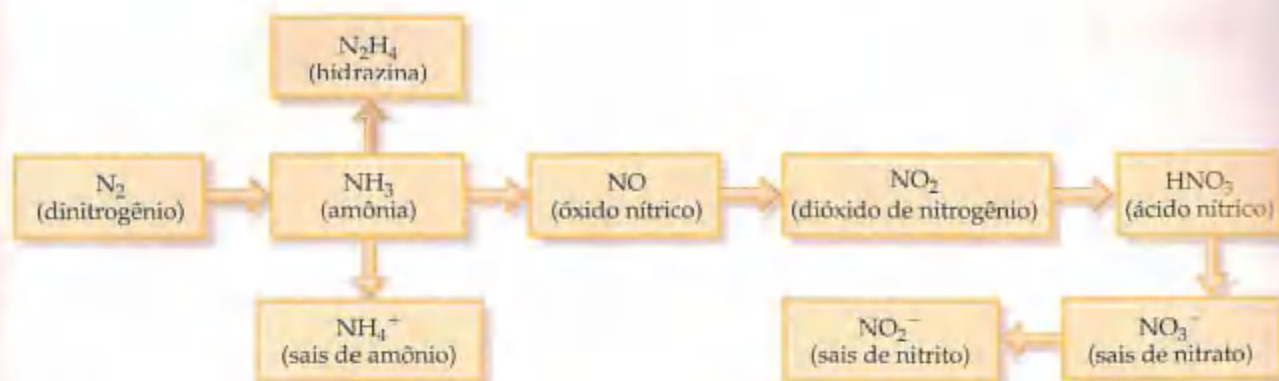 N₂H₄
(hidrazina)
N₂
(dinitrogênio)
NH₃
(amônia)
NO
(óxido nítrico)
NO₂
(dióxido de nitrogênio)
HNO₃
(ácido nítrico)
NH₄⁺
(sais de amônio)
NO₂⁻
(sais de nitrito)
NO₃⁻
(sais de nitrato)